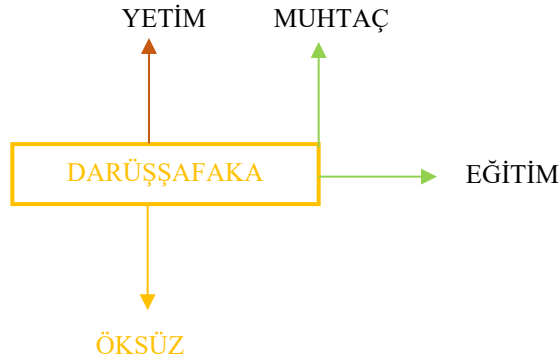 YETİM
MUHTAÇ
DARÜŞŞAFAKA
EĞİTİM
ÖKSÜZ